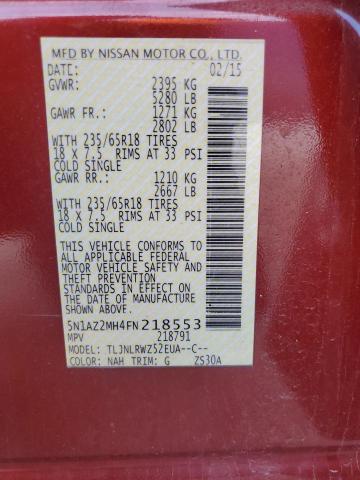 MFD BY NISSAN MOTOR CO., LTD.
DATE: 02/15
GVWR: 2395 KG
5280 LB
GAWR FR.: 1271 KG
2802 LB
WITH 235/65R18 TIRES
18 X 7.5 RIMS AT 33 PSI
COLD SINGLE
GAWR RR.: 1210 KG
2667 LB
WITH 235/65R18 TIRES
18 X 7.5 RIMS AT 33 PSI
COLD SINGLE
THIS VEHICLE CONFORMS TO
ALL APPLICABLE FEDERAL
MOTOR VEHICLE SAFETY AND
STANDARDS IN EFFECT ON
THE DATE OF MANUFACTURE
SHOWN ABOVE.
5N1AZ2MH4FN218553
MPV 218791
MODEL: TLJNLRWZ52EUA--C--
COLOR: NAH TRIM: G ZS30A